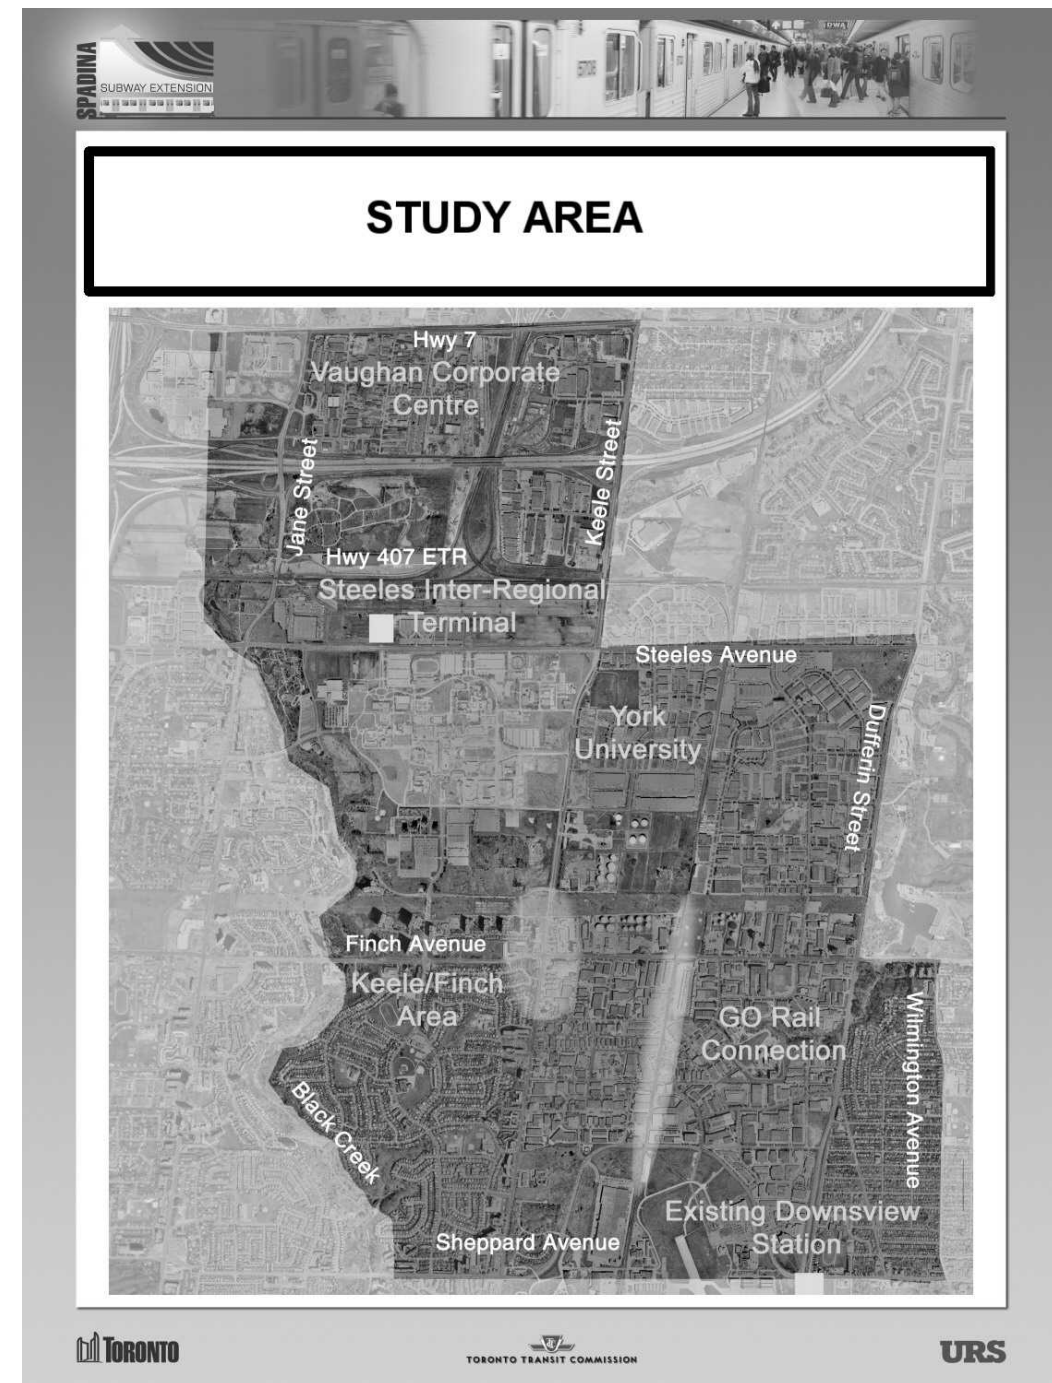 SPADINA
SUBWAY EXTENSION
STUDY AREA
Hwy 7
Vaughan Corporate
Centre
Jane Street
Keele Street
Hwy 407 ETR
Steeles Inter-Regional
Terminal
Steeles Avenue
York
University
Dufferin Street
Finch Avenue
Keele/Finch
Area
GO Rail
Connection
Wilmington Avenue
Black Creek
Existing Downsview
Station
Sheppard Avenue
TORONTO
TORONTO TRANSIT COMMISSION
URS